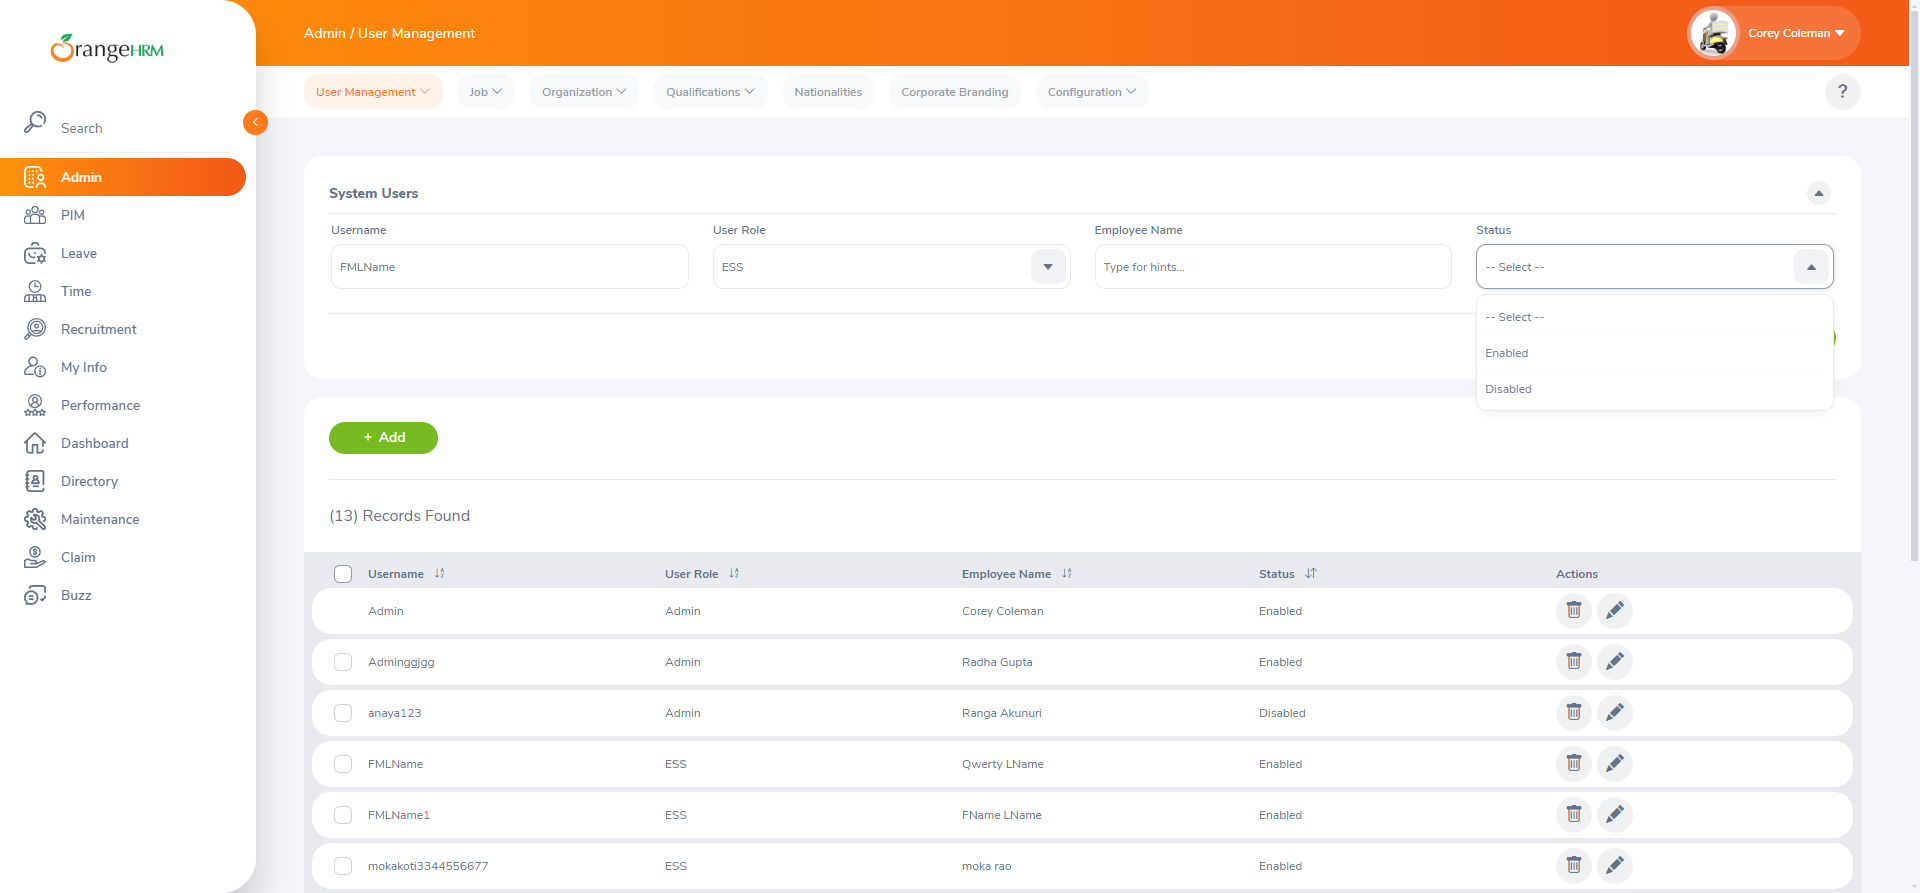 OrangeHRM
Admin / User Management
Corey Coleman
User Management
Job
Organization
Qualifications
Nationalities
Corporate Branding
Configuration
?
Search
Admin
PIM
Leave
Time
Recruitment
My Info
Performance
Dashboard
Directory
Maintenance
Claim
Buzz
System Users
Username
User Role
Employee Name
Status
FMLName
ESS
Type for hints...
-- Select --
-- Select --
Enabled
Disabled
+ Add
(13) Records Found
Username User Role Employee Name Status Actions
Admin Admin Corey Coleman Enabled
Adminggjgg Admin Radha Gupta Enabled
anaya123 Admin Ranga Akunuri Disabled
FMLName ESS Qwerty LName Enabled
FMLName1 ESS FName LName Enabled
mokakoti3344556677 ESS moka rao Enabled